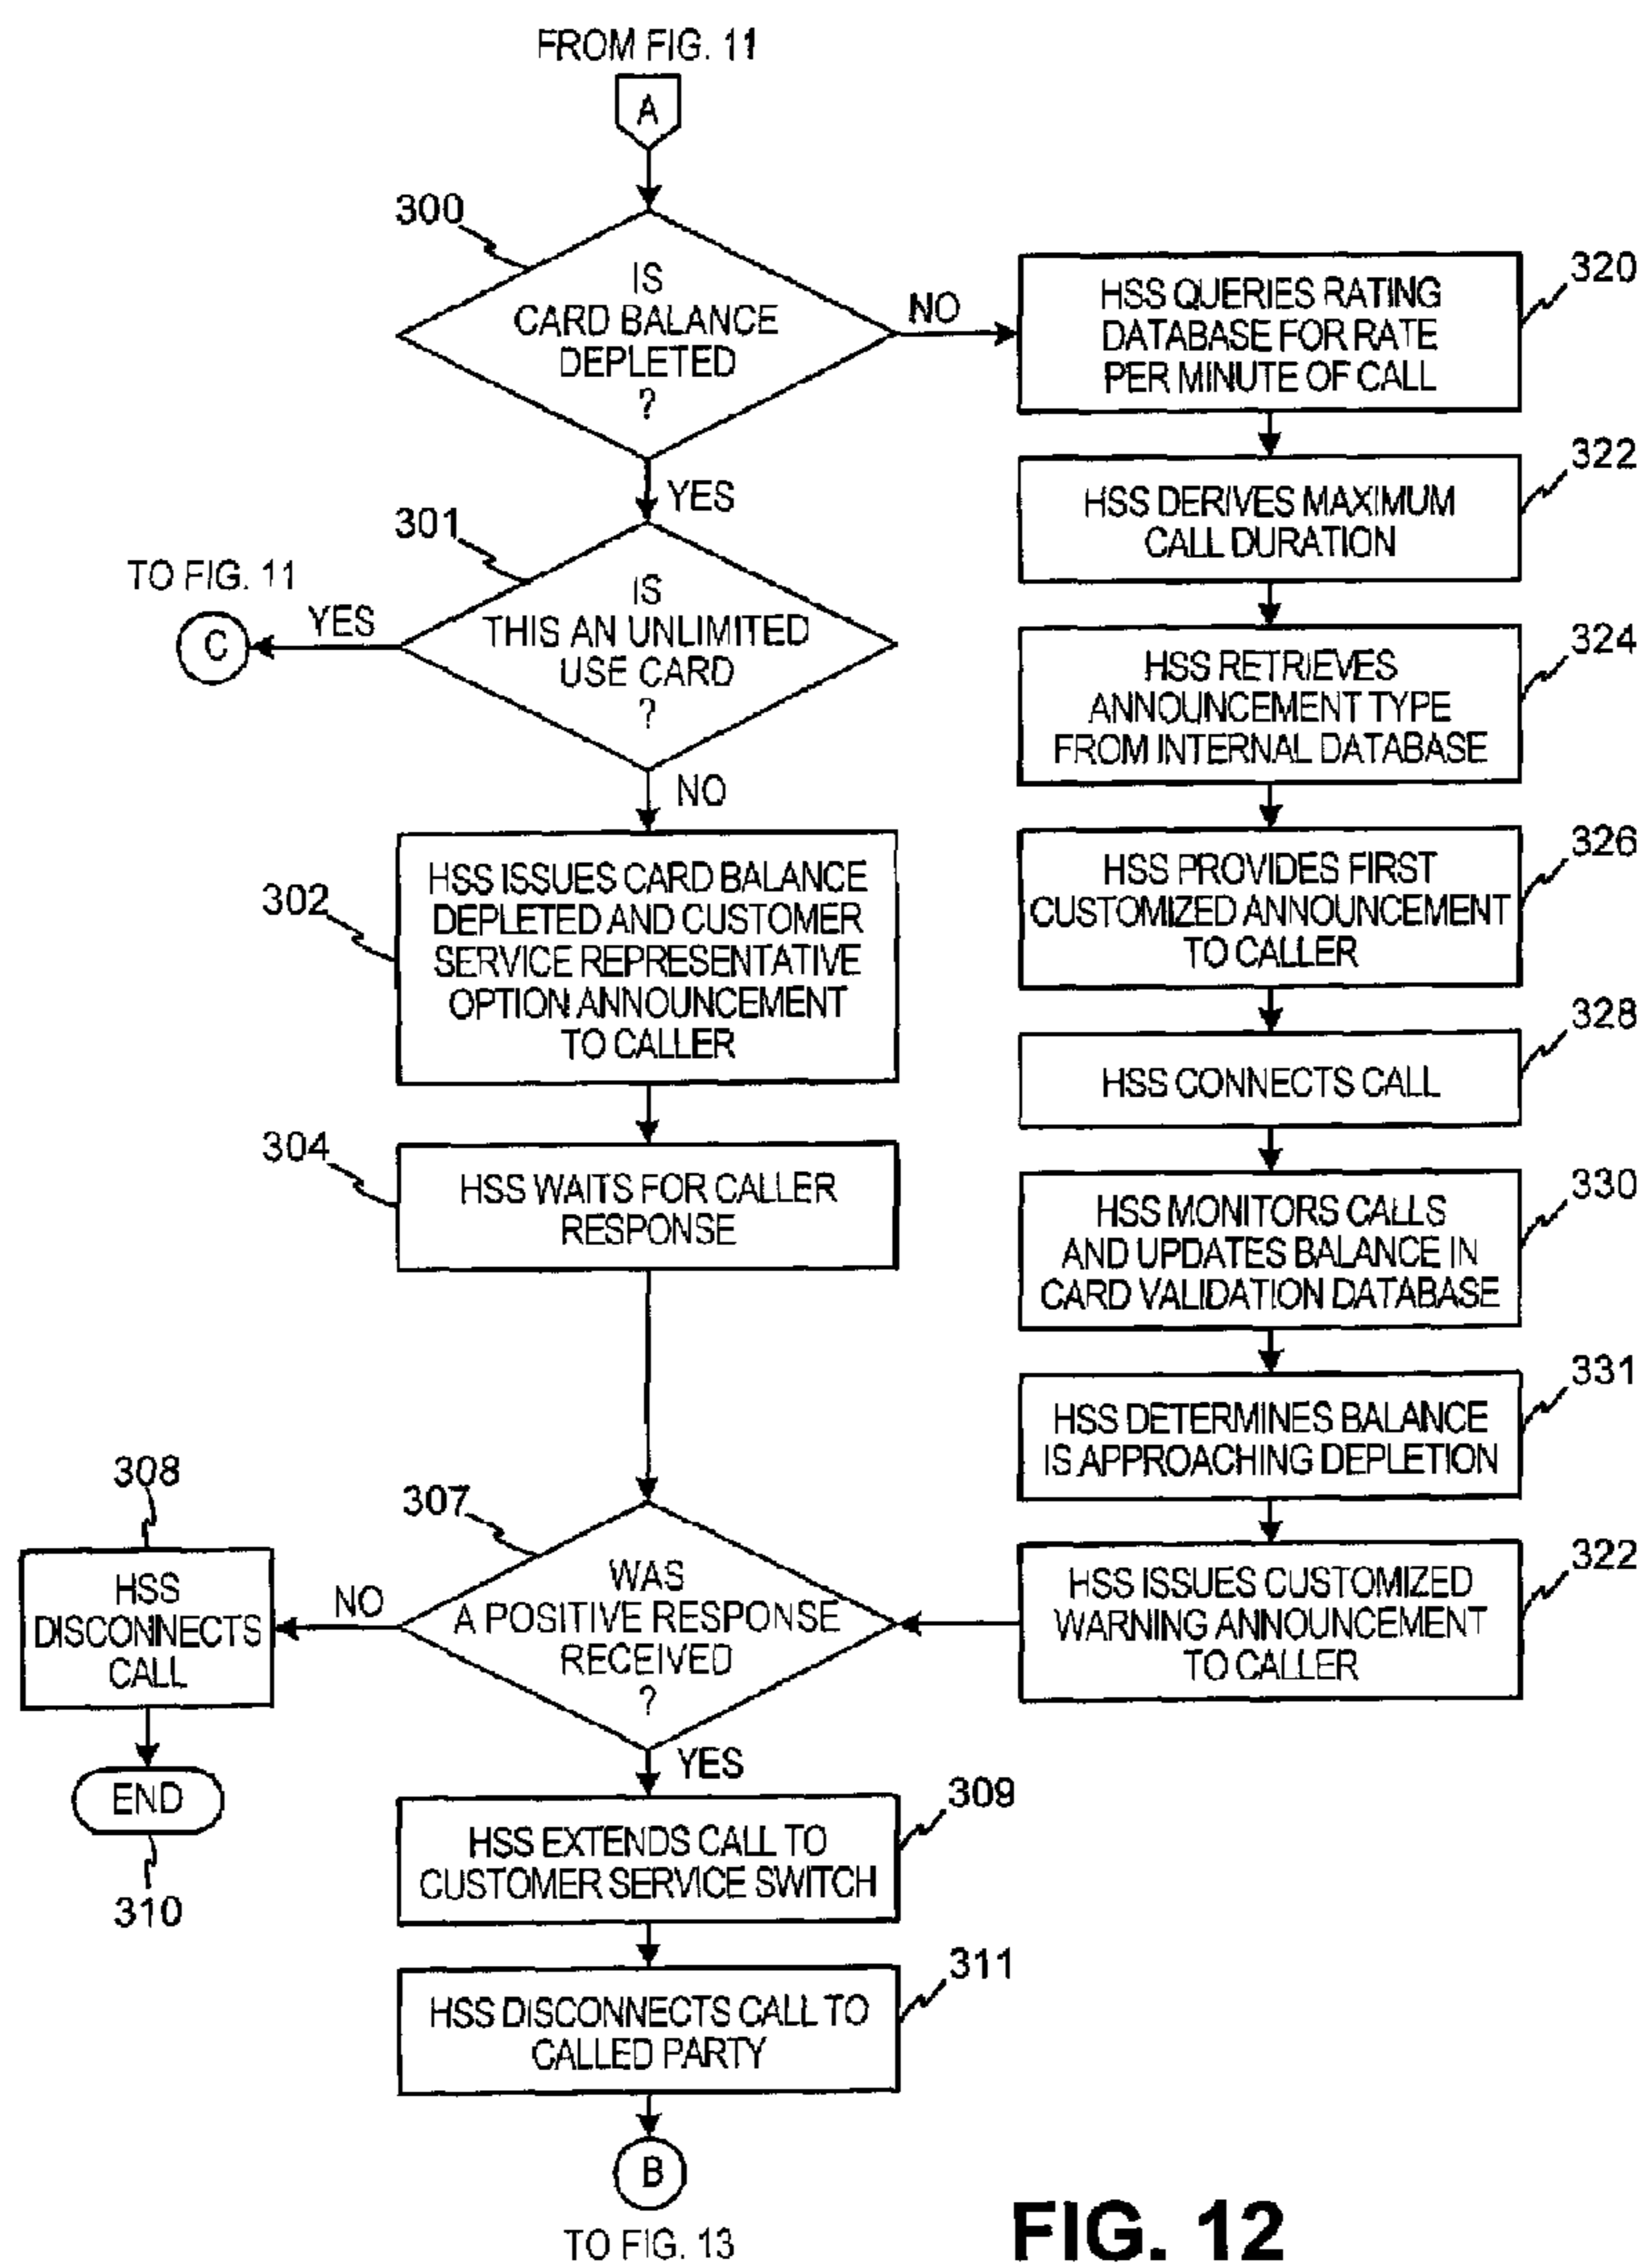 FROM FIG. 11
A
300
IS
CARD BALANCE
DEPLETED
?
NO
YES
320
HSS QUERIES RATING
DATABASE FOR RATE
PER MINUTE OF CALL
322
HSS DERIVES MAXIMUM
CALL DURATION
301
IS
THIS AN UNLIMITED
USE CARD
?
TO FIG. 11
C
YES
NO
324
HSS RETRIEVES
ANNOUNCEMENT TYPE
FROM INTERNAL DATABASE
302
HSS ISSUES CARD BALANCE
DEPLETED AND CUSTOMER
SERVICE REPRESENTATIVE
OPTION ANNOUNCEMENT
TO CALLER
326
HSS PROVIDES FIRST
CUSTOMIZED ANNOUNCEMENT
TO CALLER
328
HSS CONNECTS CALL
304
HSS WAITS FOR CALLER
RESPONSE
330
HSS MONITORS CALLS
AND UPDATES BALANCE IN
CARD VALIDATION DATABASE
331
HSS DETERMINES BALANCE
IS APPROACHING DEPLETION
322
HSS ISSUES CUSTOMIZED
WARNING ANNOUNCEMENT
TO CALLER
307
WAS
A POSITIVE RESPONSE
RECEIVED
?
NO
308
HSS
DISCONNECTS
CALL
END
310
YES
309
HSS EXTENDS CALL TO
CUSTOMER SERVICE SWITCH
311
HSS DISCONNECTS CALL TO
CALLED PARTY
B
TO FIG. 13
FIG. 12